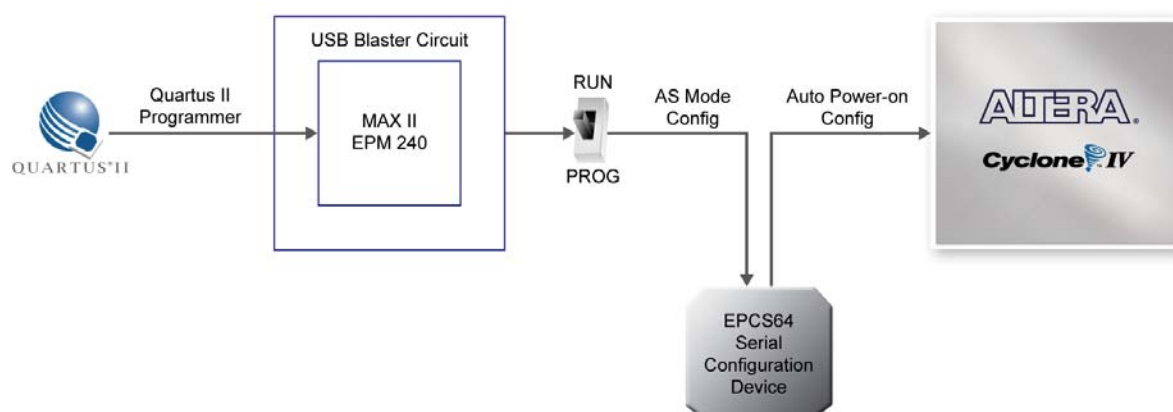 USB Blaster Circuit
Quartus II
Programmer
QUARTUS®II
MAX II
EPM 240
RUN
PROG
AS Mode
Config
Auto Power-on
Config
ALTERA®
Cyclone™ IV
EPCS64
Serial
Configuration
Device